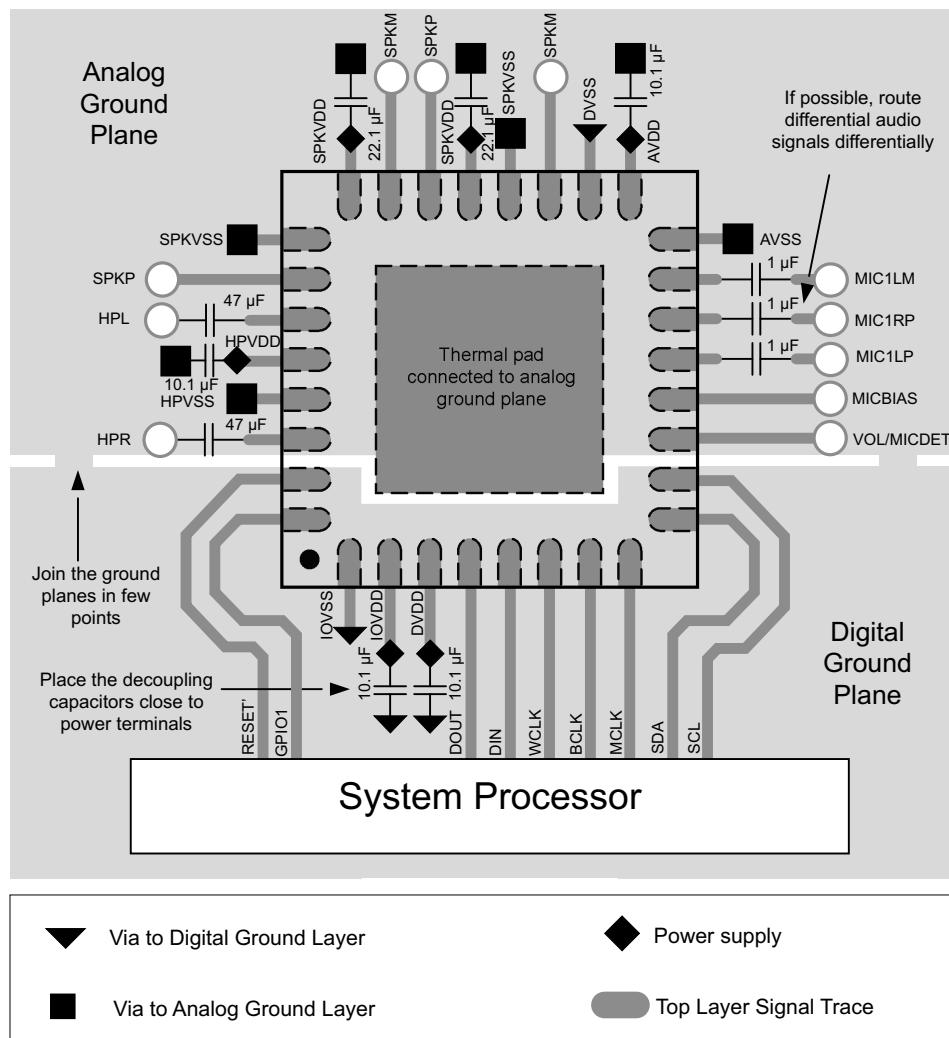 Analog
Ground
Plane
SPKVDD
22.1 µF
SPKM
SPKP
SPKVDD
22.1 µF
SPKVSS
SPKM
DVSS
AVDD
10.1 µF
If possible, route
differential audio
signals differentially
SPKVSS
SPKP
HPL
47 µF
HPVDD
10.1 µF
HPVSS
47 µF
HPR
AVSS
1 µF
MIC1LM
1 µF
MIC1RP
1 µF
MIC1LP
MICBIAS
VOL/MICDET
Thermal pad
connected to analog
ground plane
Join the ground
planes in few
points
Place the decoupling
capacitors close to
power terminals
IOVSS
IOVDD
10.1 µF
DVDD
10.1 µF
Digital
Ground
Plane
RESET'
GPIO1
DOUT
DIN
WCLK
BCLK
MCLK
SDA
SCL
System Processor
Via to Digital Ground Layer
Power supply
Via to Analog Ground Layer
Top Layer Signal Trace